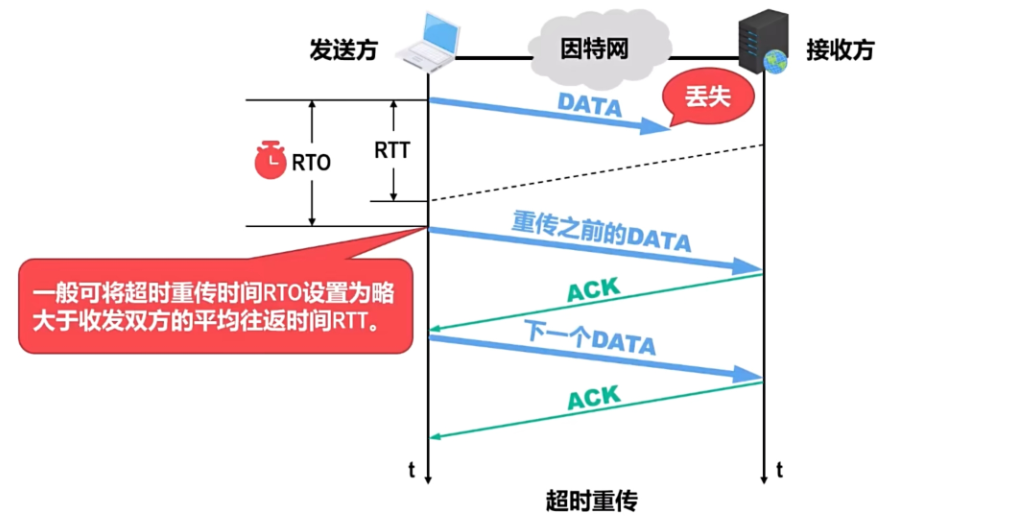 发送方
因特网
接收方
DATA
丢失
RTO
RTT
重传之前的DATA
一般可将超时重传时间RTO设置为略
大于收发双方的平均往返时间RTT。
ACK
下一个DATA
ACK
t
t
超时重传